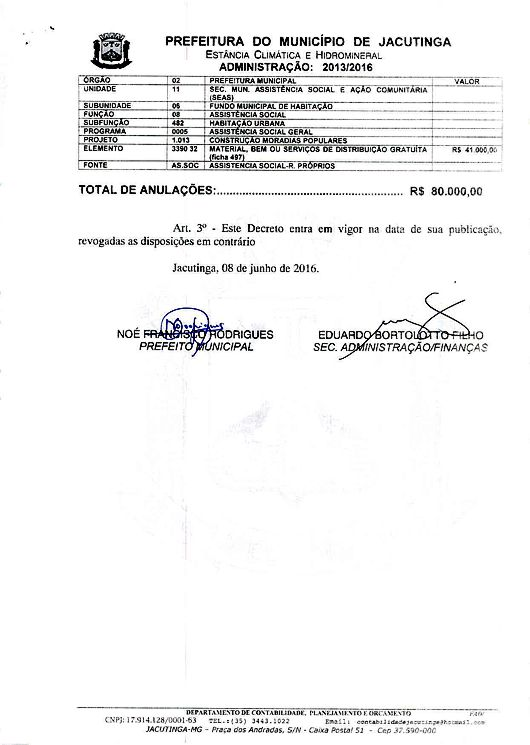 PREFEITURA DO MUNICÍPIO DE JACUTINGA
ESTÂNCIA CLIMÁTICA E HIDROMINERAL
ADMINISTRAÇÃO: 2013/2016
ÓRGÃO 02 PREFEITURA MUNICIPAL VALOR
UNIDADE 11 SEC. MUN. ASSISTÊNCIA SOCIAL E AÇÃO COMUNITÁRIA
(SEAS)
SUBUNIDADE 06 FUNDO MUNICIPAL DE HABITAÇÃO
FUNÇÃO 08 ASSISTÊNCIA SOCIAL
SUBFUNÇÃO 482 HABITAÇÃO URBANA
PROGRAMA 0005 ASSISTÊNCIA SOCIAL GERAL
PROJETO 1.013 CONSTRUÇÃO MORADIAS POPULARES
ELEMENTO 3390 32 MATERIAL, BEM OU SERVIÇOS DE DISTRIBUIÇÃO GRATUÍTA R$ 41.000,00
(ficha 497)
FONTE AS.SOC ASSISTENCIA SOCIAL-R. PRÓPRIOS
TOTAL DE ANULAÇÕES:........................................................ R$ 80.000,00
Art. 3º - Este Decreto entra em vigor na data de sua publicação,
revogadas as disposições em contrário
Jacutinga, 08 de junho de 2016.
NOÉ FRANCISCO RODRIGUES EDUARDO BORTOLOTTO FILHO
PREFEITO MUNICIPAL SEC. ADMINISTRAÇÃO/FINANÇAS
DEPARTAMENTO DE CONTABILIDADE, PLANEJAMENTO E ORÇAMENTO
CNPJ: 17.914.128/0001-63 TEL.:(35) 3443.1022 Email: contabilidadejacutinga@hotmail.com
JACUTINGA-MG – Praça dos Andradas, S/N - Caixa Postal 51 - Cep 37.590-000